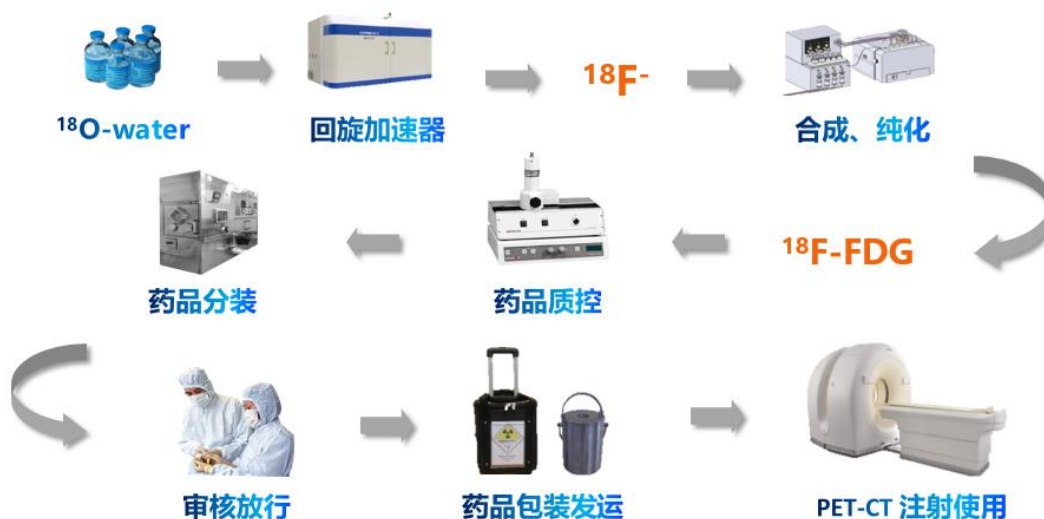 ¹⁸O-water
回旋加速器
¹⁸F⁻
合成、纯化
¹⁸F-FDG
药品质控
药品分装
审核放行
药品包装发运
PET-CT 注射使用